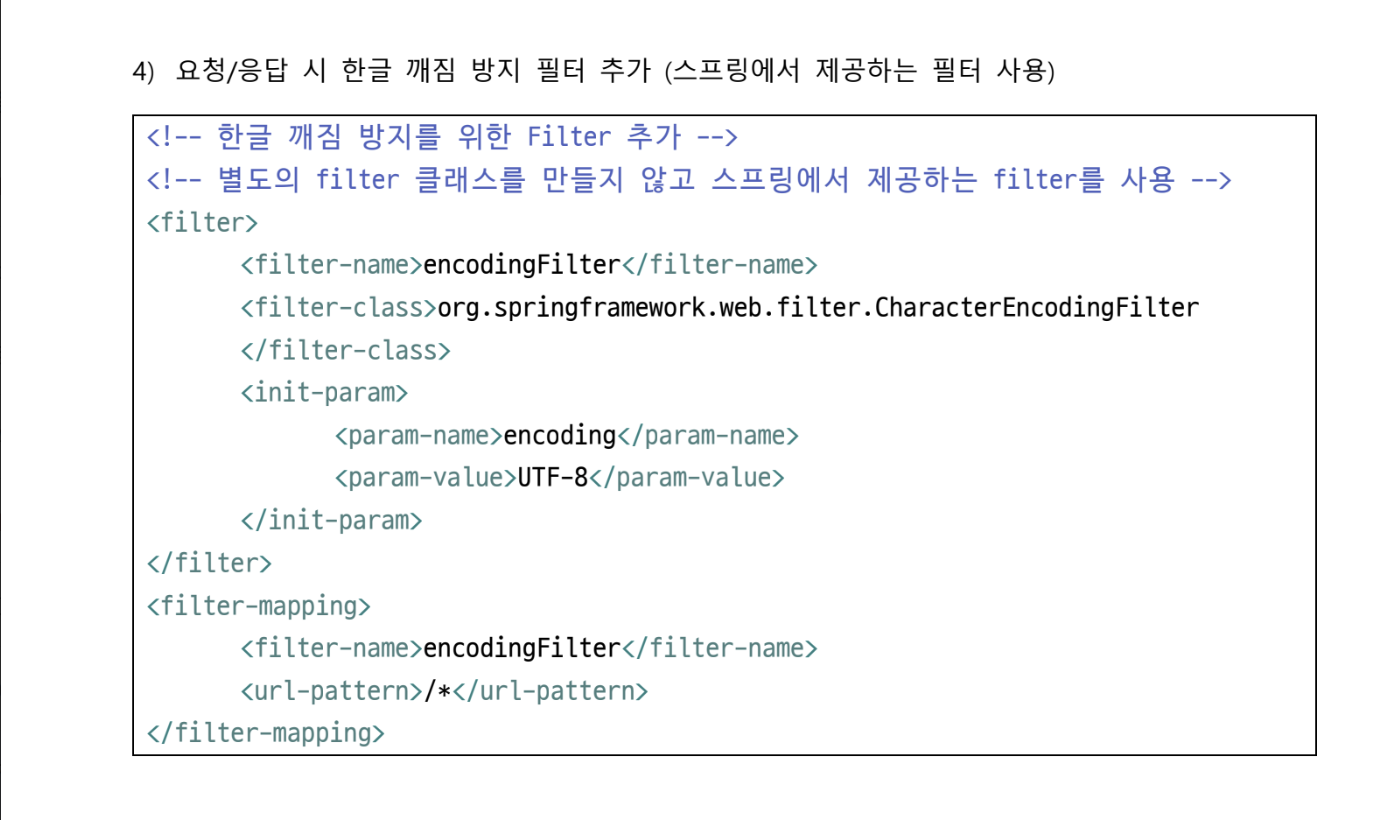 4) 요청/응답 시 한글 깨짐 방지 필터 추가 (스프링에서 제공하는 필터 사용)
<!-- 한글 깨짐 방지를 위한 Filter 추가 -->
<!-- 별도의 filter 클래스를 만들지 않고 스프링에서 제공하는 filter를 사용 -->
<filter>
<filter-name>encodingFilter</filter-name>
<filter-class>org.springframework.web.filter.CharacterEncodingFilter
</filter-class>
<init-param>
<param-name>encoding</param-name>
<param-value>UTF-8</param-value>
</init-param>
</filter>
<filter-mapping>
<filter-name>encodingFilter</filter-name>
<url-pattern>/*</url-pattern>
</filter-mapping>